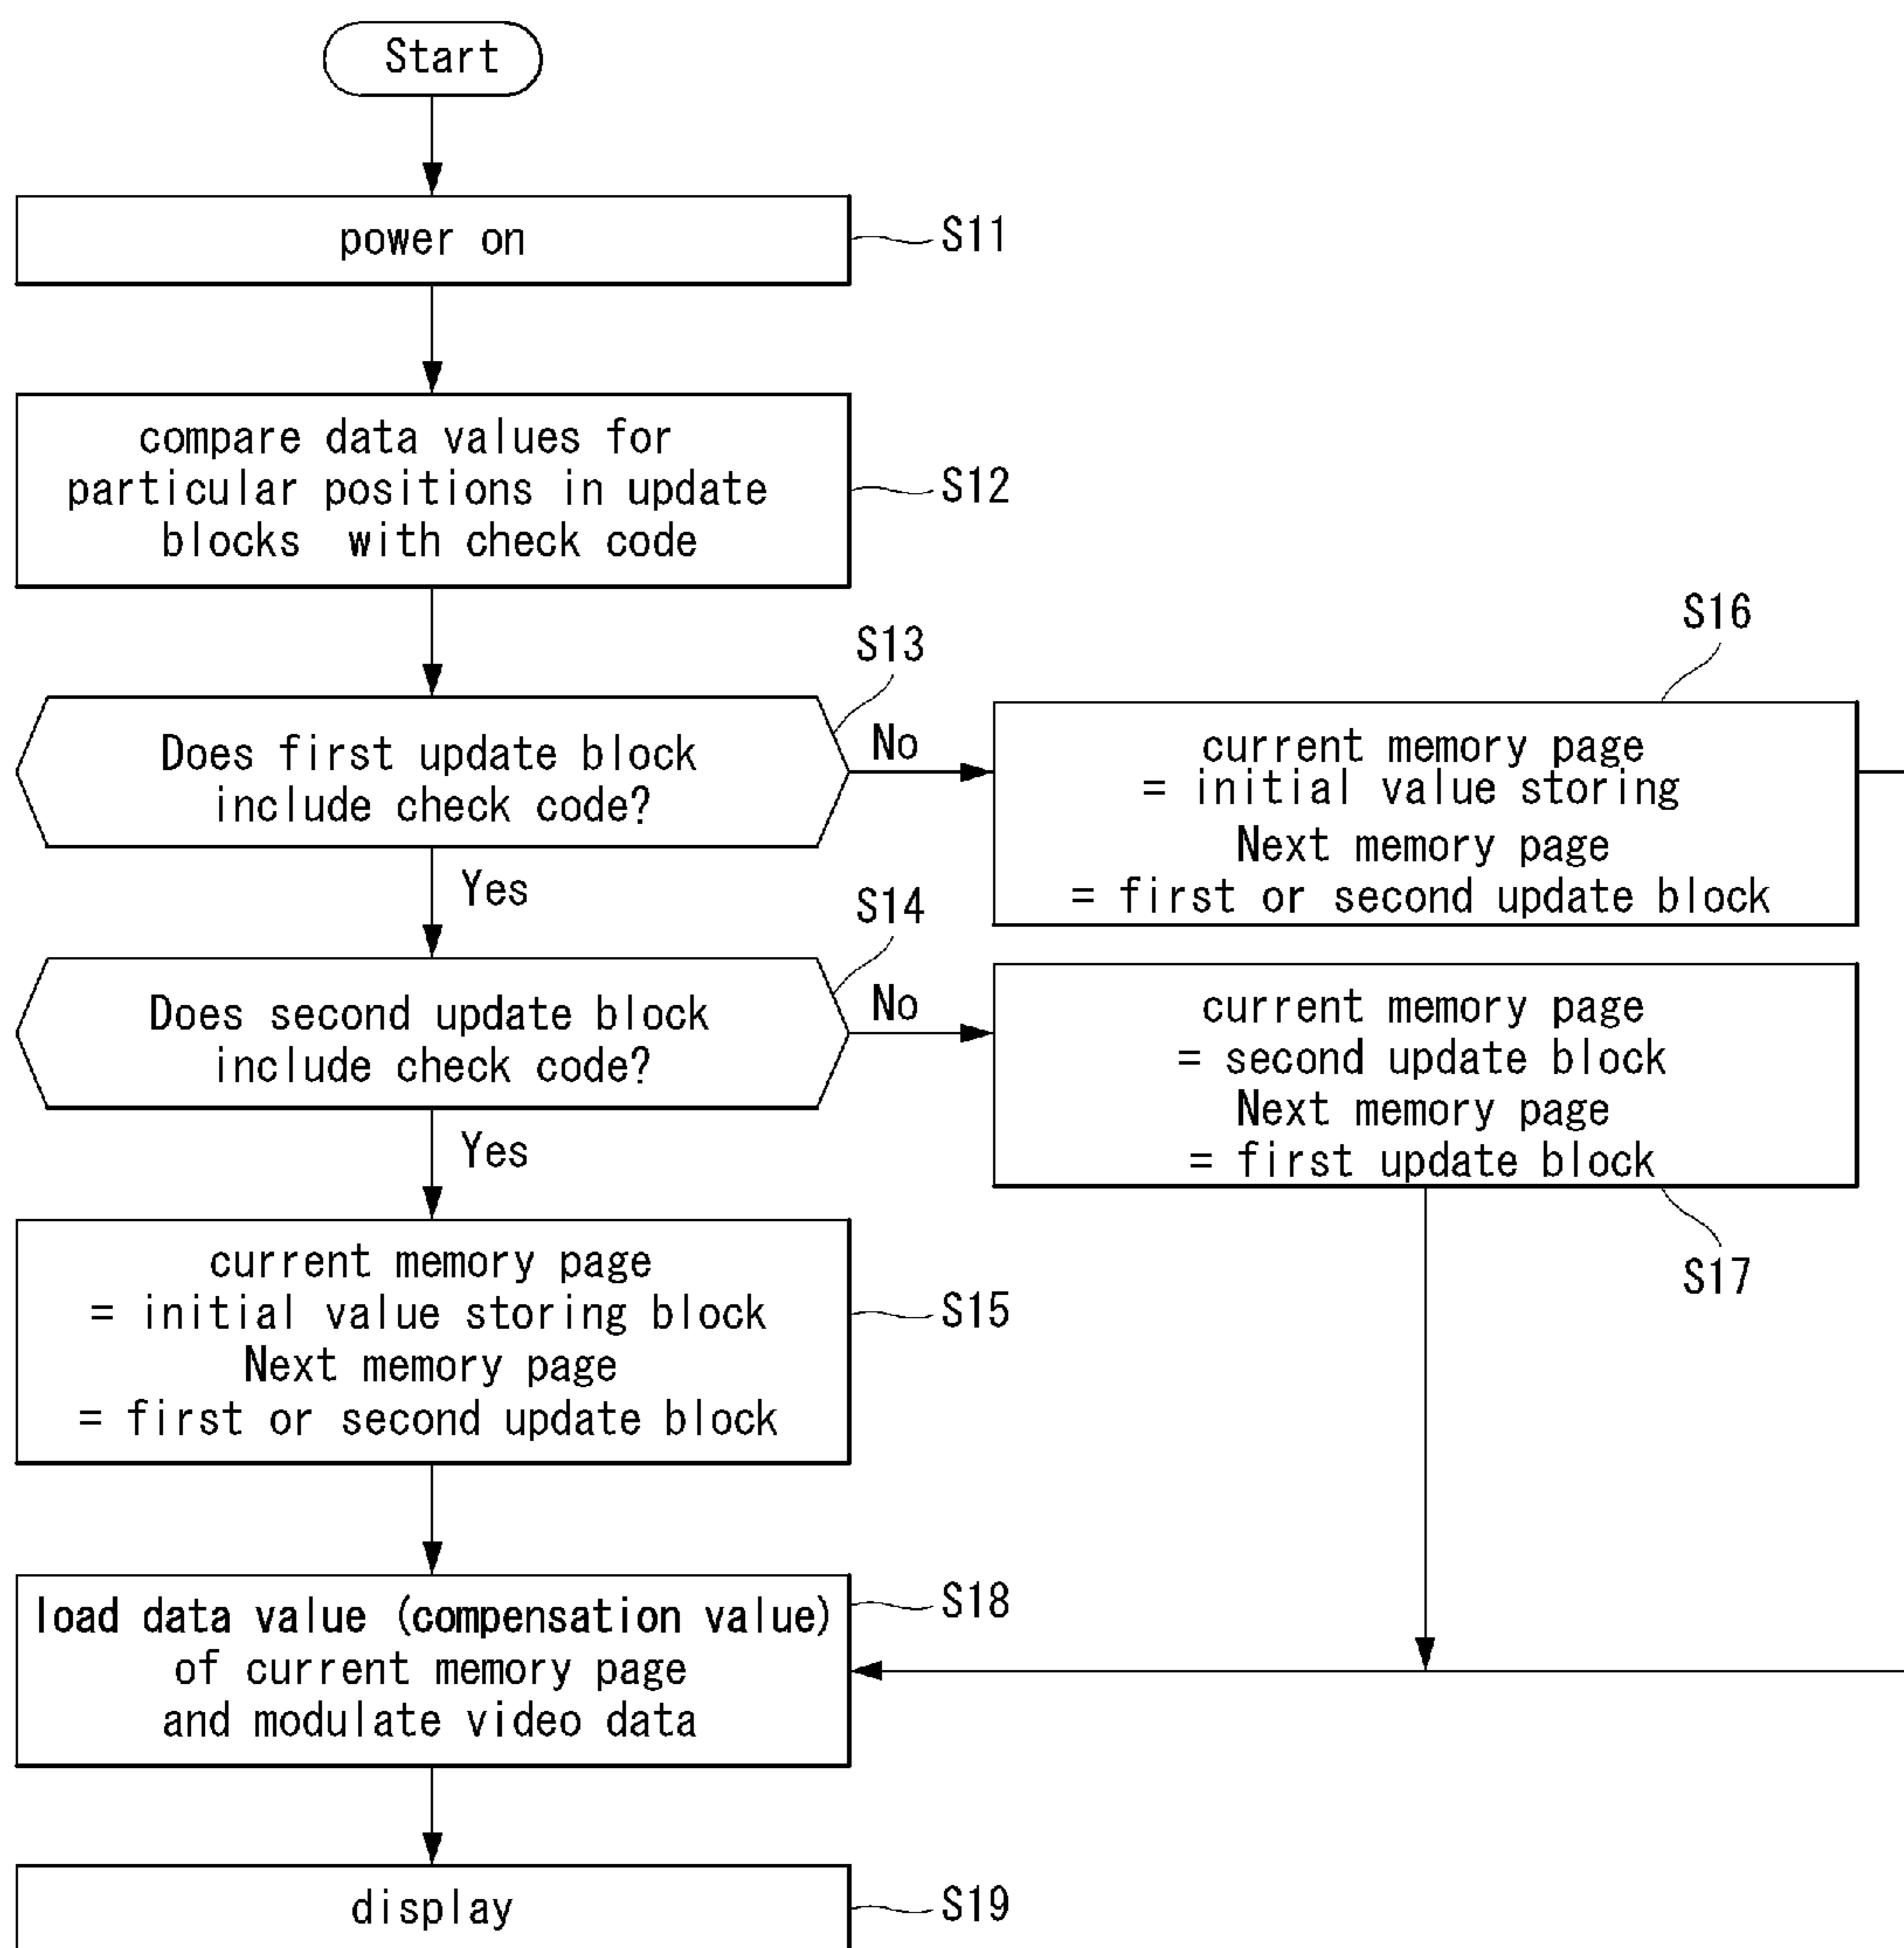 Start
power on
S11
compare data values for
particular positions in update
blocks with check code
S12
S13
Does first update block
include check code?
No
Yes
S16
current memory page
= initial value storing
Next memory page
= first or second update block
S14
Does second update block
include check code?
No
Yes
current memory page
= second update block
Next memory page
= first update block
S17
current memory page
= initial value storing block
Next memory page
= first or second update block
S15
load data value (compensation value)
of current memory page
and modulate video data
S18
display
S19